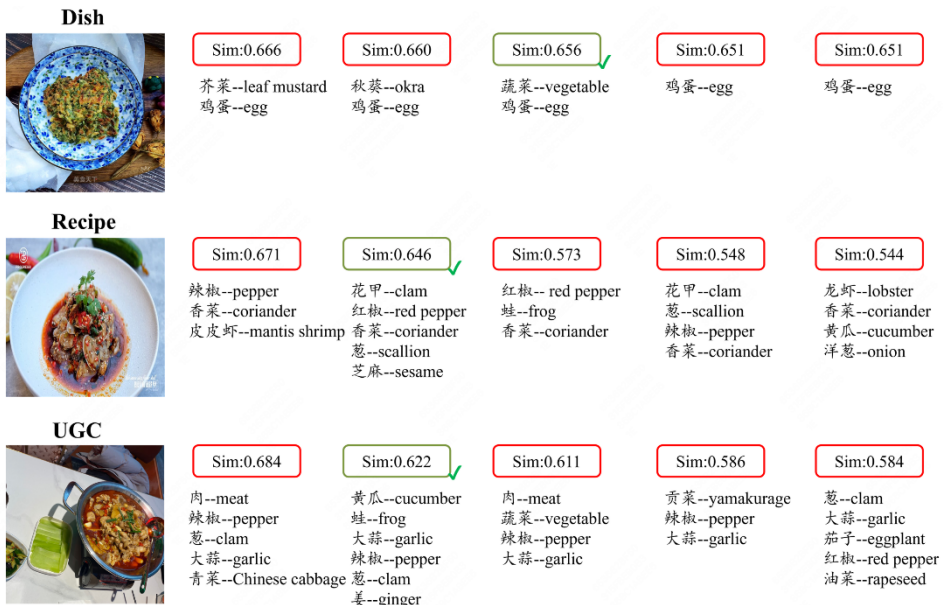 Dish
Sim:0.666
Sim:0.660
Sim:0.656
Sim:0.651
Sim:0.651
芥菜--leaf mustard
鸡蛋--egg
秋葵--okra
鸡蛋--egg
蔬菜--vegetable
鸡蛋--egg
鸡蛋--egg
鸡蛋--egg
美食天下
Recipe
Sim:0.671
Sim:0.646
Sim:0.573
Sim:0.548
Sim:0.544
辣椒--pepper
香菜--coriander
皮皮虾--mantis shrimp
花甲--clam
红椒--red pepper
香菜--coriander
葱--scallion
芝麻--sesame
红椒-- red pepper
蛙--frog
香菜--coriander
花甲--clam
葱--scallion
辣椒--pepper
香菜--coriander
龙虾--lobster
香菜--coriander
黄瓜--cucumber
洋葱--onion
UGC
Sim:0.684
Sim:0.622
Sim:0.611
Sim:0.586
Sim:0.584
肉--meat
辣椒--pepper
葱--clam
大蒜--garlic
青菜--Chinese cabbage
黄瓜--cucumber
蛙--frog
大蒜--garlic
辣椒--pepper
葱--clam
姜--ginger
肉--meat
蔬菜--vegetable
辣椒--pepper
大蒜--garlic
贡菜--yamakurage
辣椒--pepper
大蒜--garlic
葱--clam
大蒜--garlic
茄子--eggplant
红椒--red pepper
油菜--rapeseed